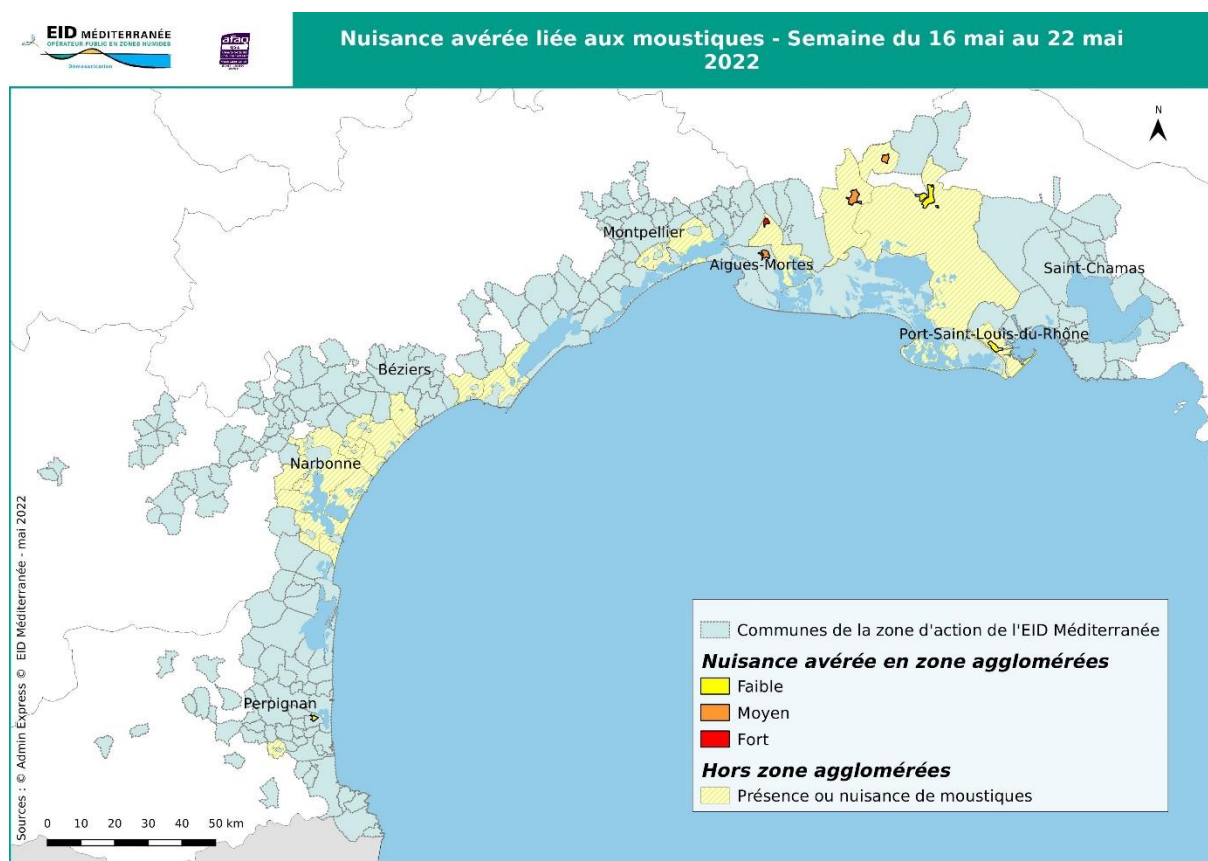 EID MÉDITERRANÉE
OPÉRATEUR PUBLIC EN ZONES HUMIDES
Démoustication
afaq
Nuisance avérée liée aux moustiques - Semaine du 16 mai au 22 mai
2022
N
Montpellier
Aigues-Mortes
Saint-Chamas
Port-Saint-Louis-du-Rhône
Béziers
Narbonne
Perpignan
Communes de la zone d'action de l'EID Méditerranée
Nuisance avérée en zone agglomérées
Faible
Moyen
Fort
Hors zone agglomérées
Présence ou nuisance de moustiques
0 10 20 30 40 50 km
Sources : © Admin Express © EID Méditerranée - mai 2022